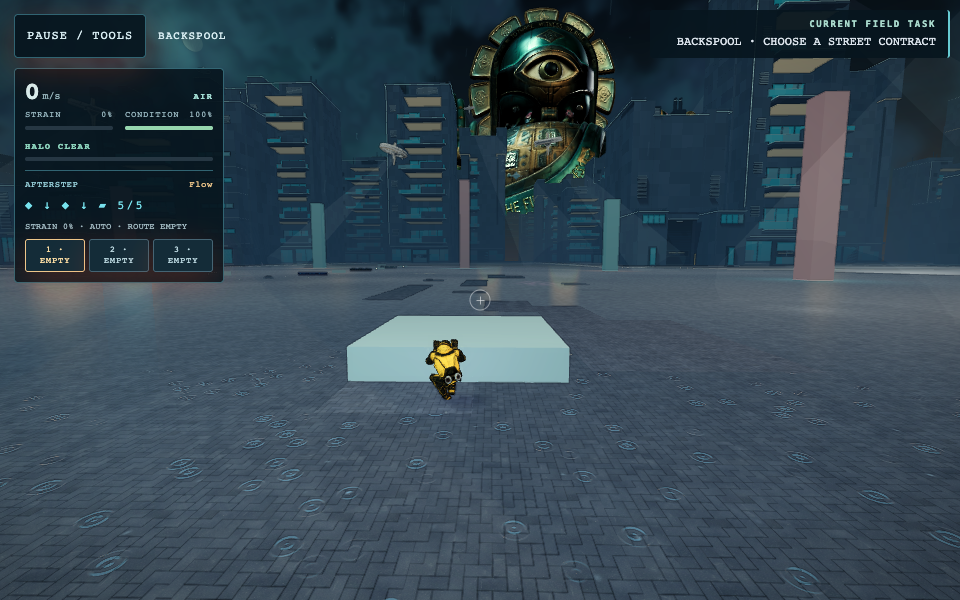 PAUSE / TOOLS
BACKSPOOL
CURRENT FIELD TASK
BACKSPOOL · CHOOSE A STREET CONTRACT
0 m/s
AIR
STRAIN 0%
CONDITION 100%
HALO CLEAR
AFTERSTEP
Flow
5/5
STRAIN 0% · AUTO · ROUTE EMPTY
1 · EMPTY
2 · EMPTY
3 · EMPTY